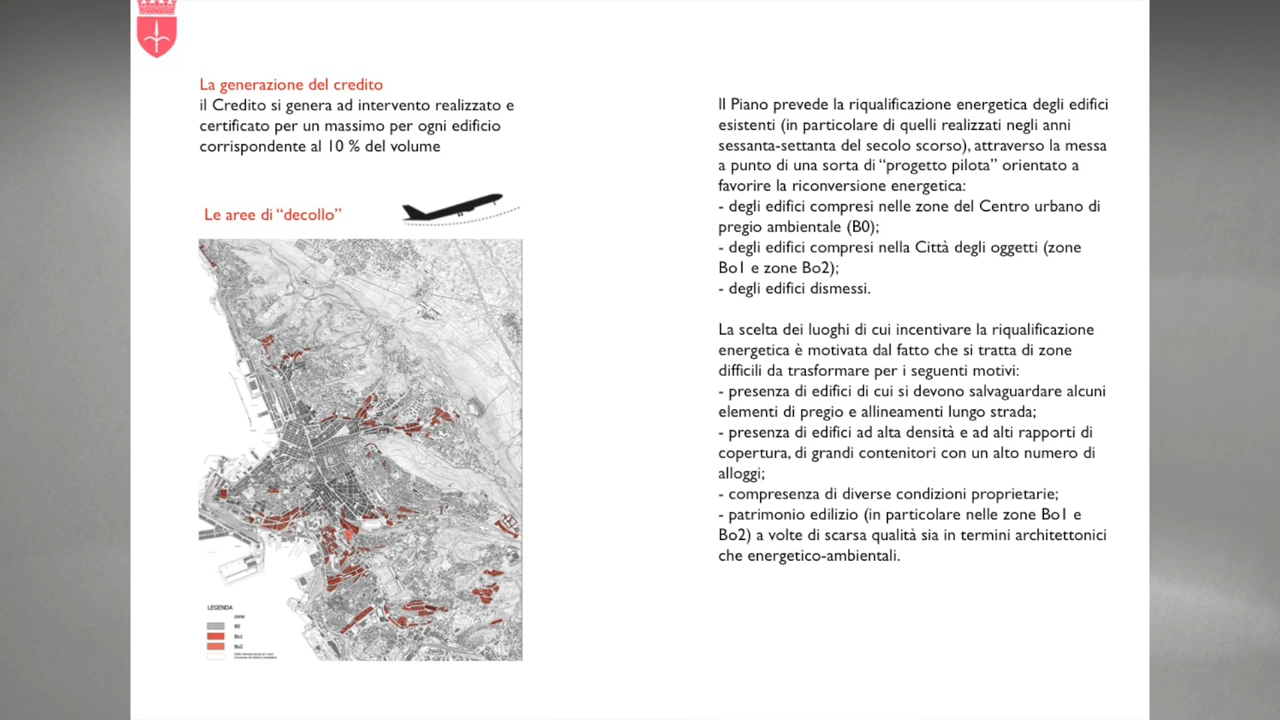 La generazione del credito
il Credito si genera ad intervento realizzato e
certificato per un massimo per ogni edificio
corrispondente al 10 % del volume
Le aree di “decollo”
LEGENDA
zone
B0
Bo1
Bo2
Il Piano prevede la riqualificazione energetica degli edifici
esistenti (in particolare di quelli realizzati negli anni
sessanta-settanta del secolo scorso), attraverso la messa
a punto di una sorta di “progetto pilota” orientato a
favorire la riconversione energetica:
- degli edifici compresi nelle zone del Centro urbano di
pregio ambientale (B0);
- degli edifici compresi nella Città degli oggetti (zone
Bo1 e zone Bo2);
- degli edifici dismessi.
La scelta dei luoghi di cui incentivare la riqualificazione
energetica è motivata dal fatto che si tratta di zone
difficili da trasformare per i seguenti motivi:
- presenza di edifici di cui si devono salvaguardare alcuni
elementi di pregio e allineamenti lungo strada;
- presenza di edifici ad alta densità e ad alti rapporti di
copertura, di grandi contenitori con un alto numero di
alloggi;
- compresenza di diverse condizioni proprietarie;
- patrimonio edilizio (in particolare nelle zone Bo1 e
Bo2) a volte di scarsa qualità sia in termini architettonici
che energetico-ambientali.